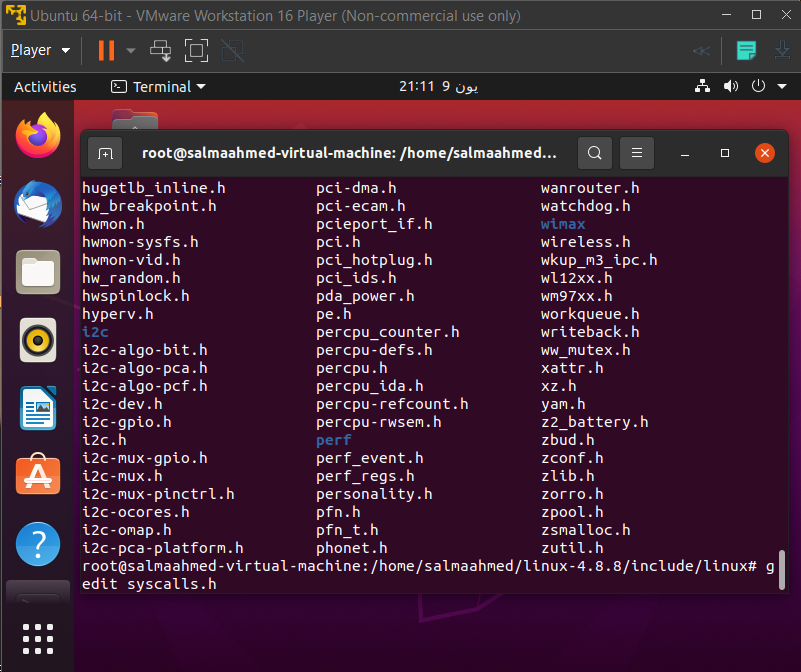 Ubuntu 64-bit - VMware Workstation 16 Player (Non-commercial use only)
Player
Activities
Terminal
21:11 9 يون
root@salmaahmed-virtual-machine: /home/salmaahmed...
hugetlb_inline.h pci-dma.h wanrouter.h
hw_breakpoint.h pci-ecam.h watchdog.h
hwmon.h pcieport_if.h wimax
hwmon-sysfs.h pci.h wireless.h
hwmon-vid.h pci_hotplug.h wkup_m3_ipc.h
hw_random.h pci_ids.h wl12xx.h
hwspinlock.h pda_power.h wm97xx.h
hyperv.h pe.h workqueue.h
i2c percpu_counter.h writeback.h
i2c-algo-bit.h percpu-defs.h ww_mutex.h
i2c-algo-pca.h percpu.h xattr.h
i2c-algo-pcf.h percpu_ida.h xz.h
i2c-dev.h percpu-refcount.h yam.h
i2c-gpio.h percpu-rwsem.h z2_battery.h
i2c.h perf zbud.h
i2c-mux-gpio.h perf_event.h zconf.h
i2c-mux.h perf_regs.h zlib.h
i2c-mux-pinctrl.h personality.h zorro.h
i2c-ocores.h pfn.h zpool.h
i2c-omap.h pfn_t.h zsmalloc.h
i2c-pca-platform.h phonet.h zutil.h
root@salmaahmed-virtual-machine:/home/salmaahmed/linux-4.8.8/include/linux# g
edit syscalls.h